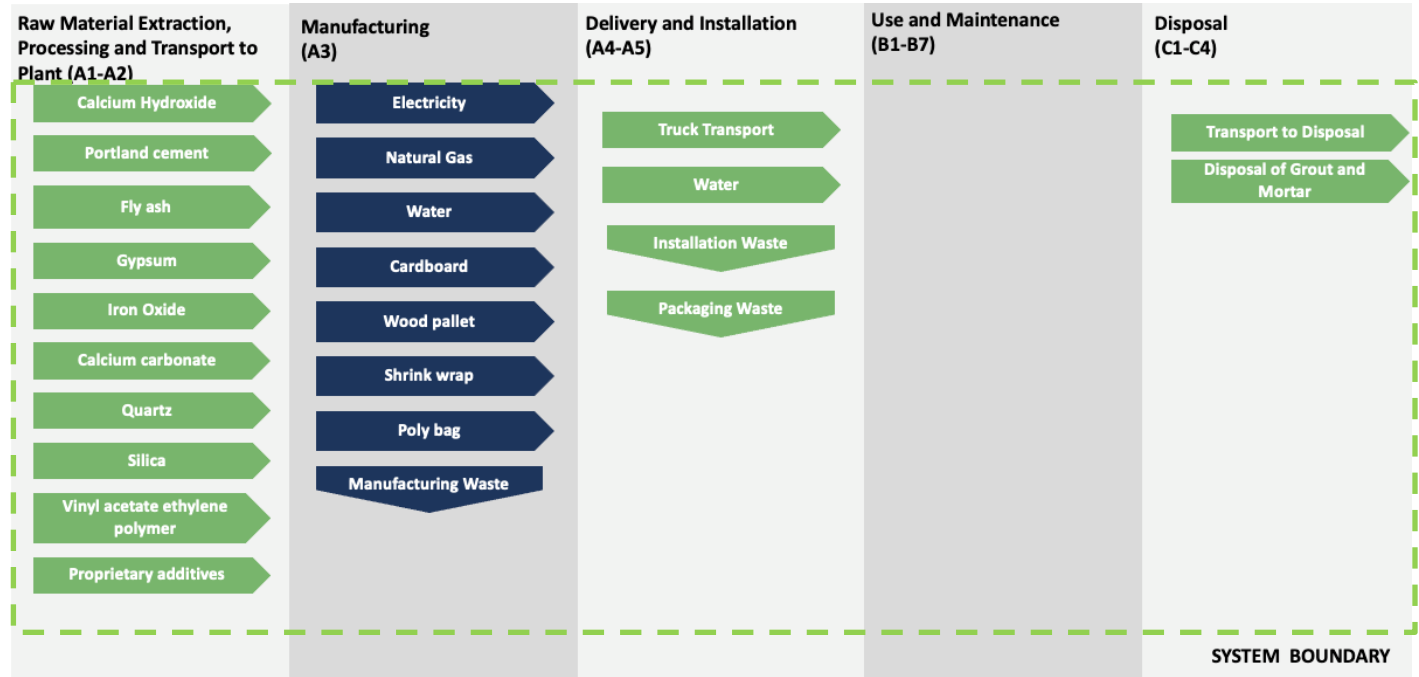 Raw Material Extraction,
Processing and Transport to
Plant (A1-A2)
Calcium Hydroxide
Portland cement
Fly ash
Gypsum
Iron Oxide
Calcium carbonate
Quartz
Silica
Vinyl acetate ethylene
polymer
Proprietary additives
Manufacturing
(A3)
Electricity
Natural Gas
Water
Cardboard
Wood pallet
Shrink wrap
Poly bag
Manufacturing Waste
Delivery and Installation
(A4-A5)
Truck Transport
Water
Installation Waste
Packaging Waste
Use and Maintenance
(B1-B7)
Disposal
(C1-C4)
Transport to Disposal
Disposal of Grout and
Mortar
SYSTEM BOUNDARY